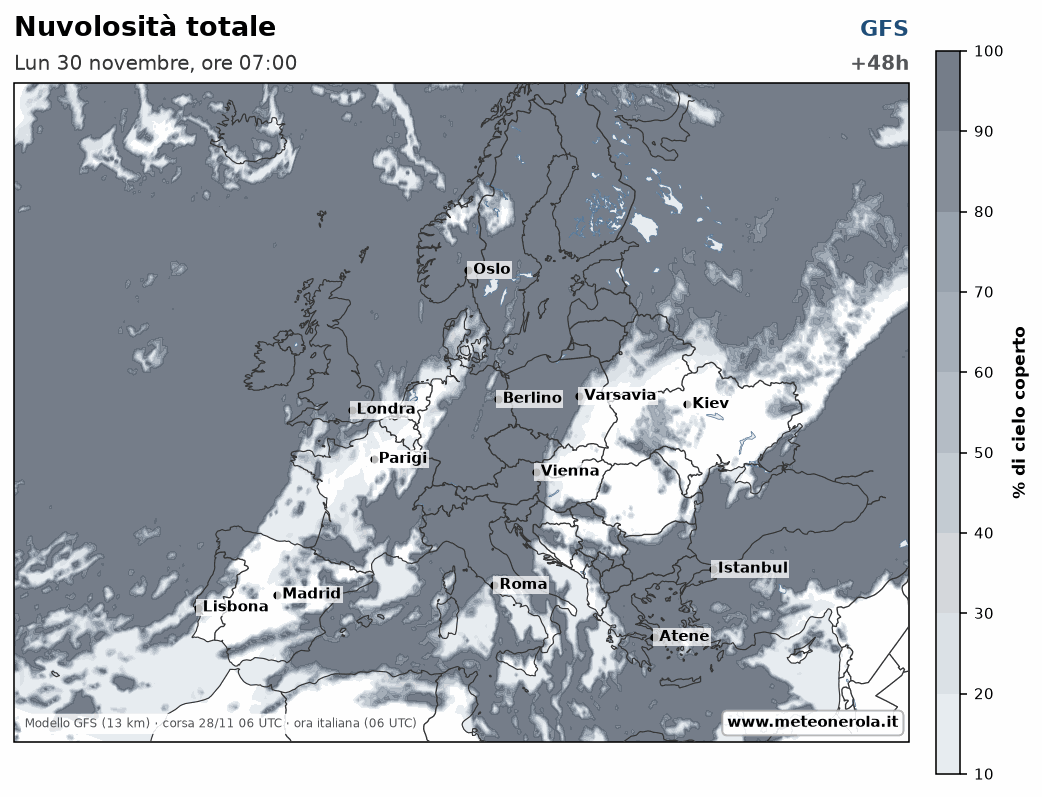 Nuvolosità totale
GFS
Lun 30 novembre, ore 07:00
+48h
100
90
80
70
60
50
40
30
20
10
% di cielo coperto
Oslo
Londra
Berlino
Varsavia
Kiev
Parigi
Vienna
Istanbul
Roma
Madrid
Lisbona
Atene
Modello GFS (13 km) · corsa 28/11 06 UTC · ora italiana (06 UTC)
www.meteonerola.it